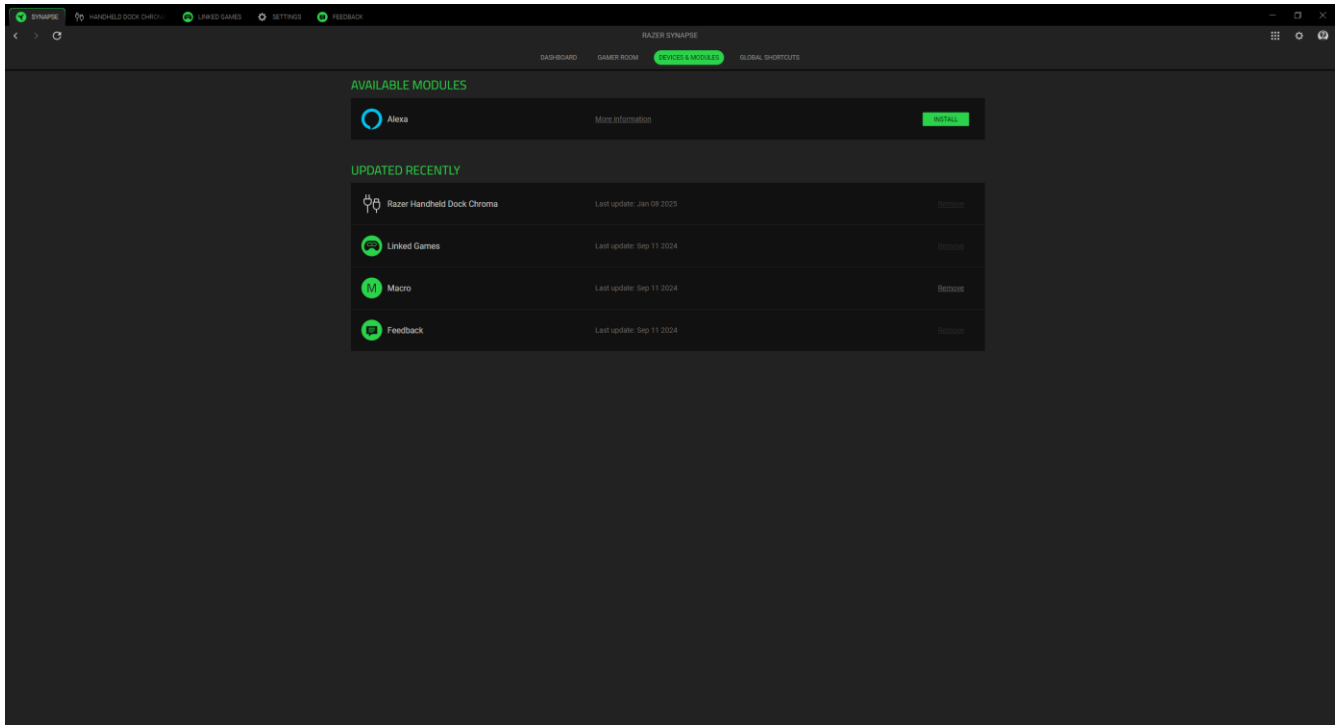 SYNAPSE HANDHELD DOCK CHROM LINKED GAMES SETTINGS FEEDBACK
RAZER SYNAPSE
DASHBOARD GAMER ROOM DEVICES & MODULES GLOBAL SHORTCUTS
AVAILABLE MODULES
Alexa More Information INSTALL
UPDATED RECENTLY
Razer Handheld Dock Chroma Last update: Jan 08 2025 Remove
Linked Games Last update: Sep 11 2024 Remove
M Macro Last update: Sep 11 2024 Remove
Feedback Last update: Sep 11 2024 Remove